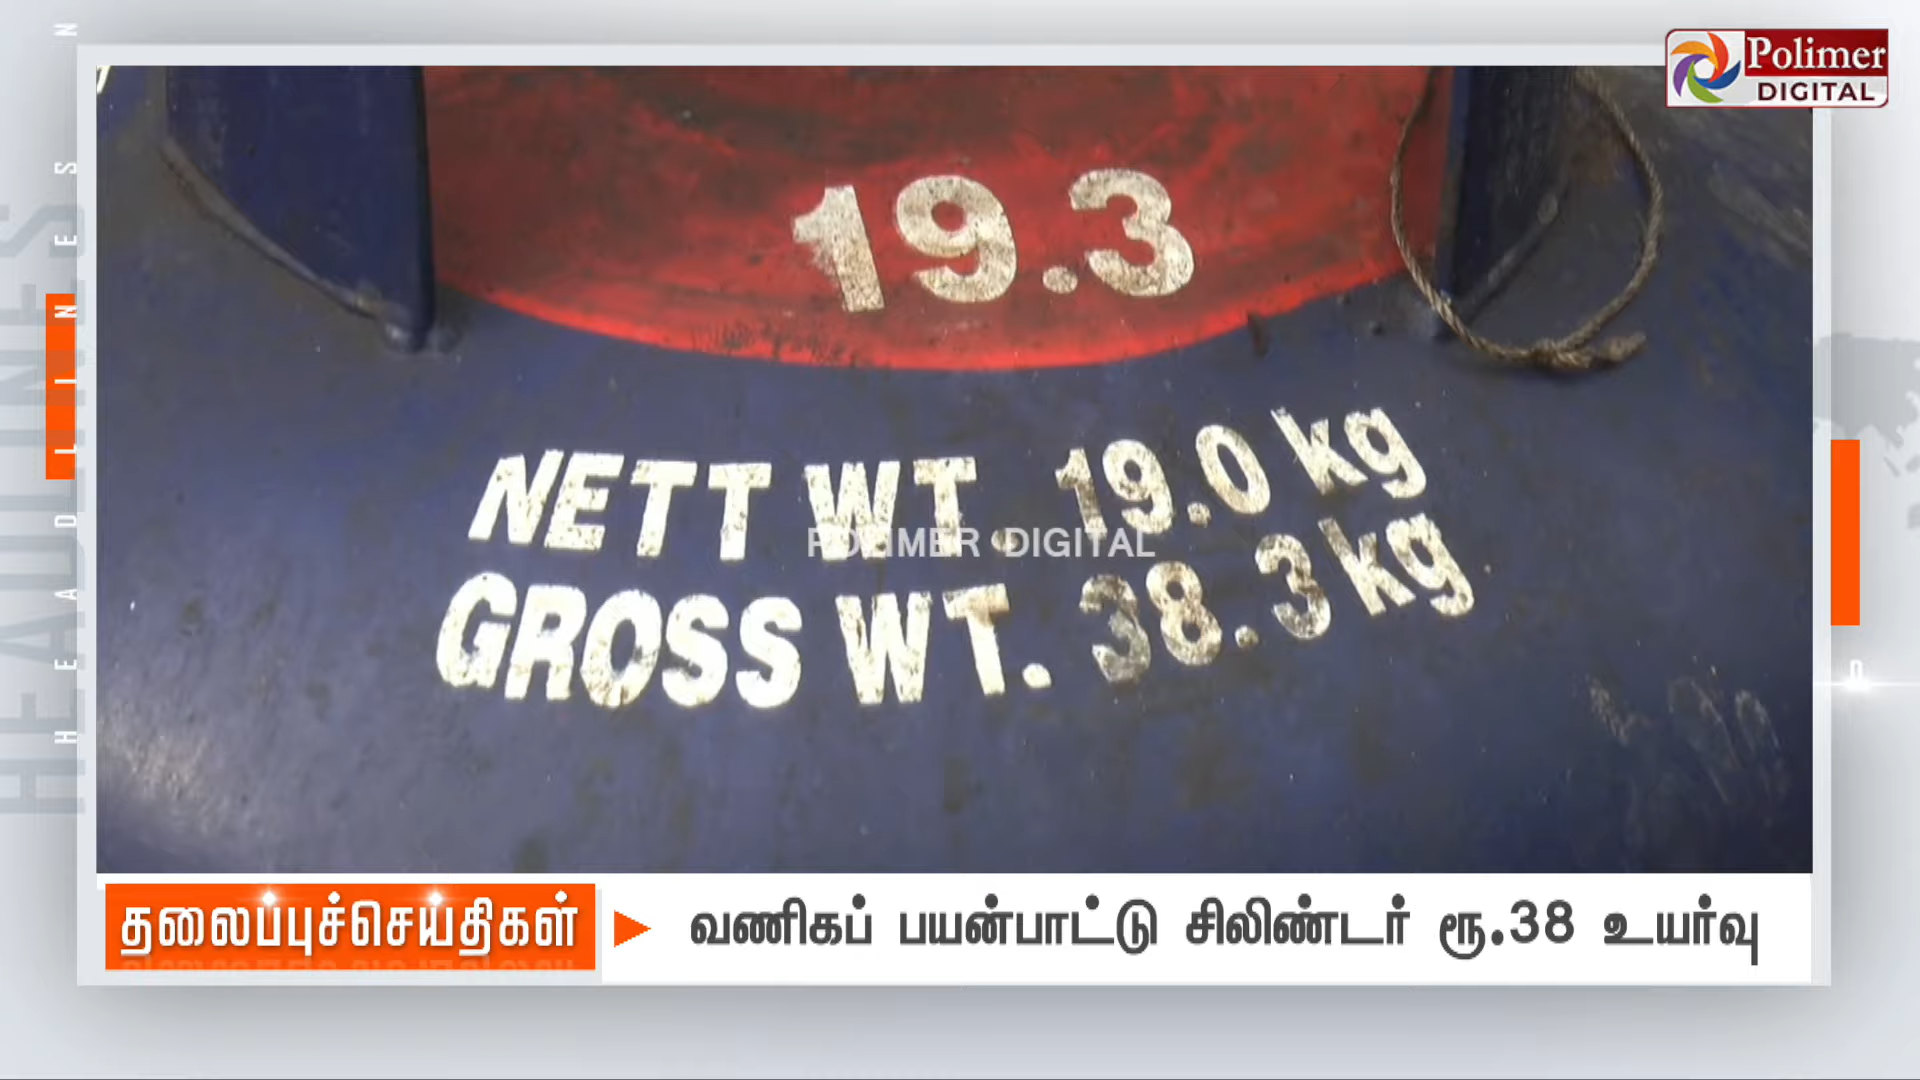 Polimer
DIGITAL
19.3
NETT WT. 19.0 kg
POLIMER DIGITAL
GROSS WT. 38.3 kg
HEADLINES
தலைப்புச்செய்திகள்
வணிகப் பயன்பாட்டு சிலிண்டர் ரூ.38 உயர்வு